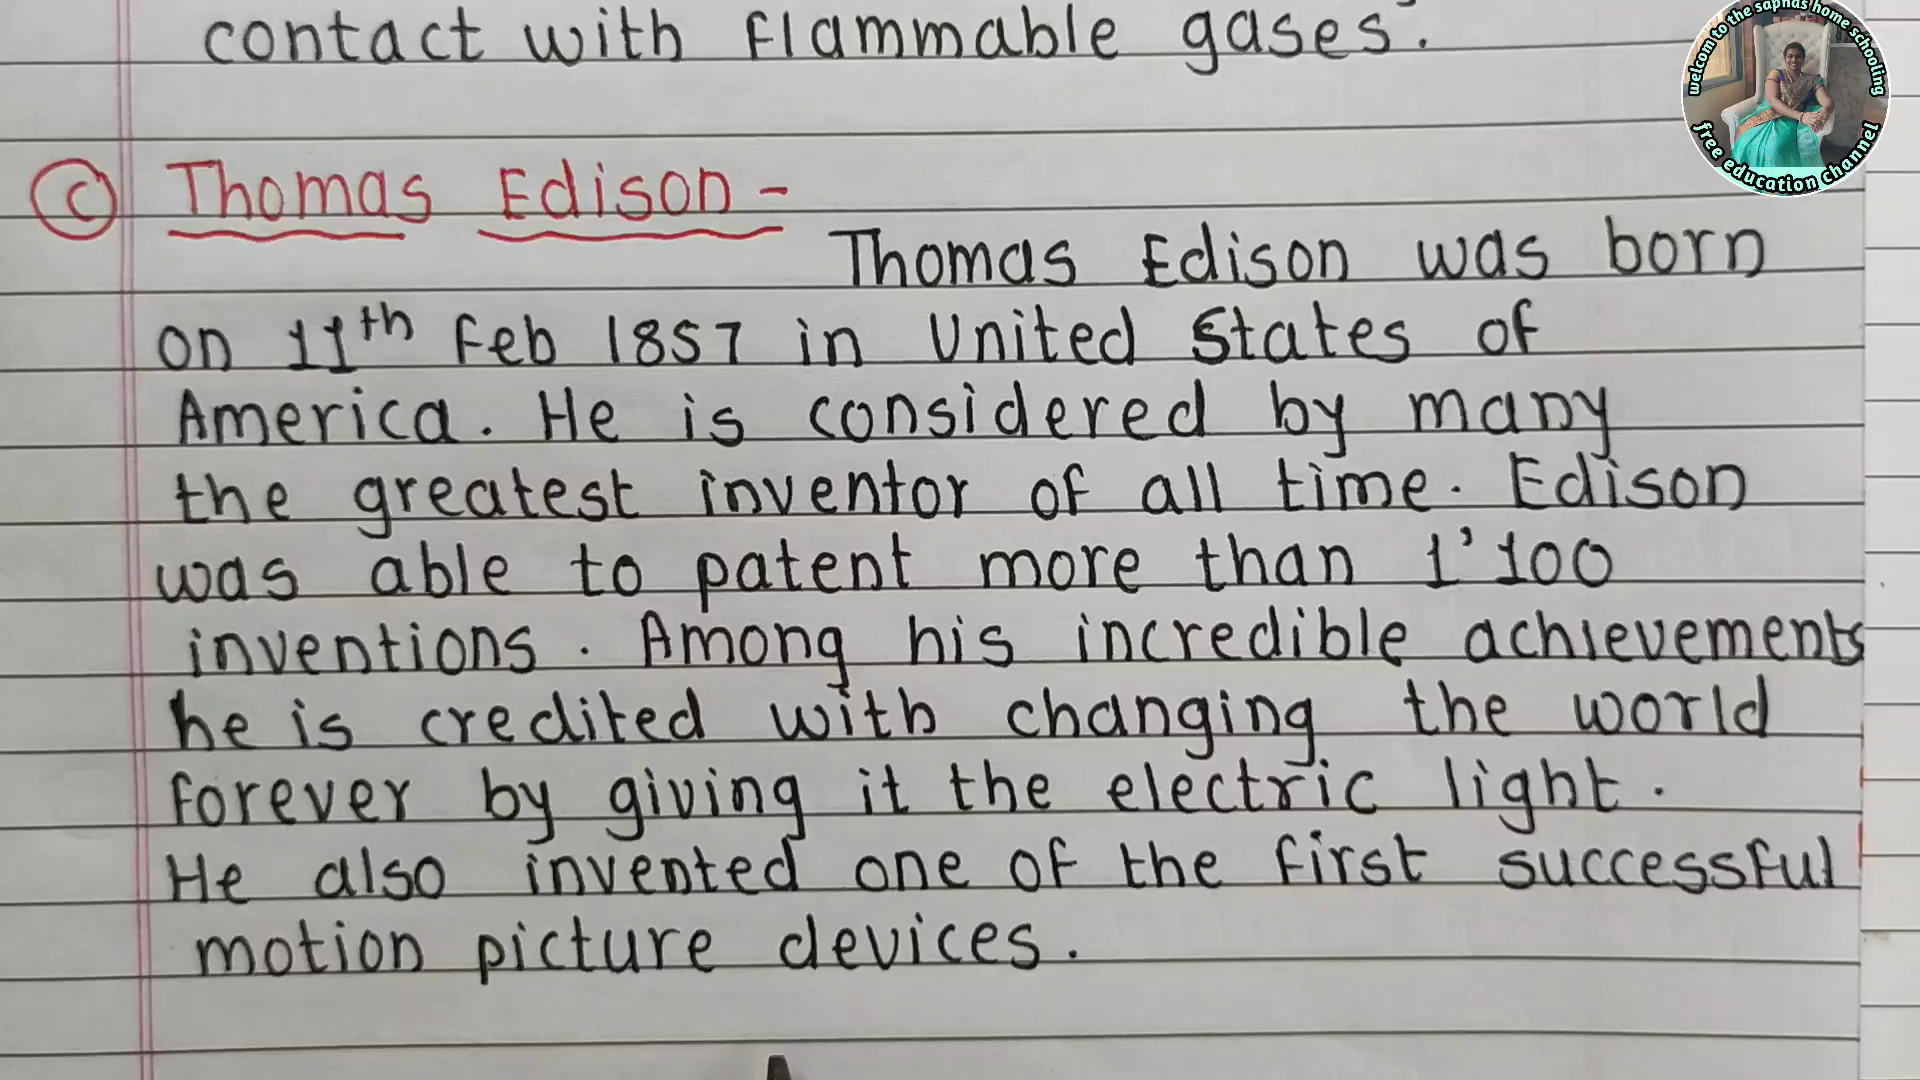 contact with flammable gases.
welcom to the sapnas home schooling
free education channel
(c) Thomas Edison -
Thomas Edison was born
on 11th Feb 1857 in United States of
America. He is considered by many
the greatest inventor of all time. Edison
was able to patent more than 1'100
inventions. Among his incredible achievements
he is credited with changing the world
forever by giving it the electric light.
He also invented one of the first successful
motion picture devices.